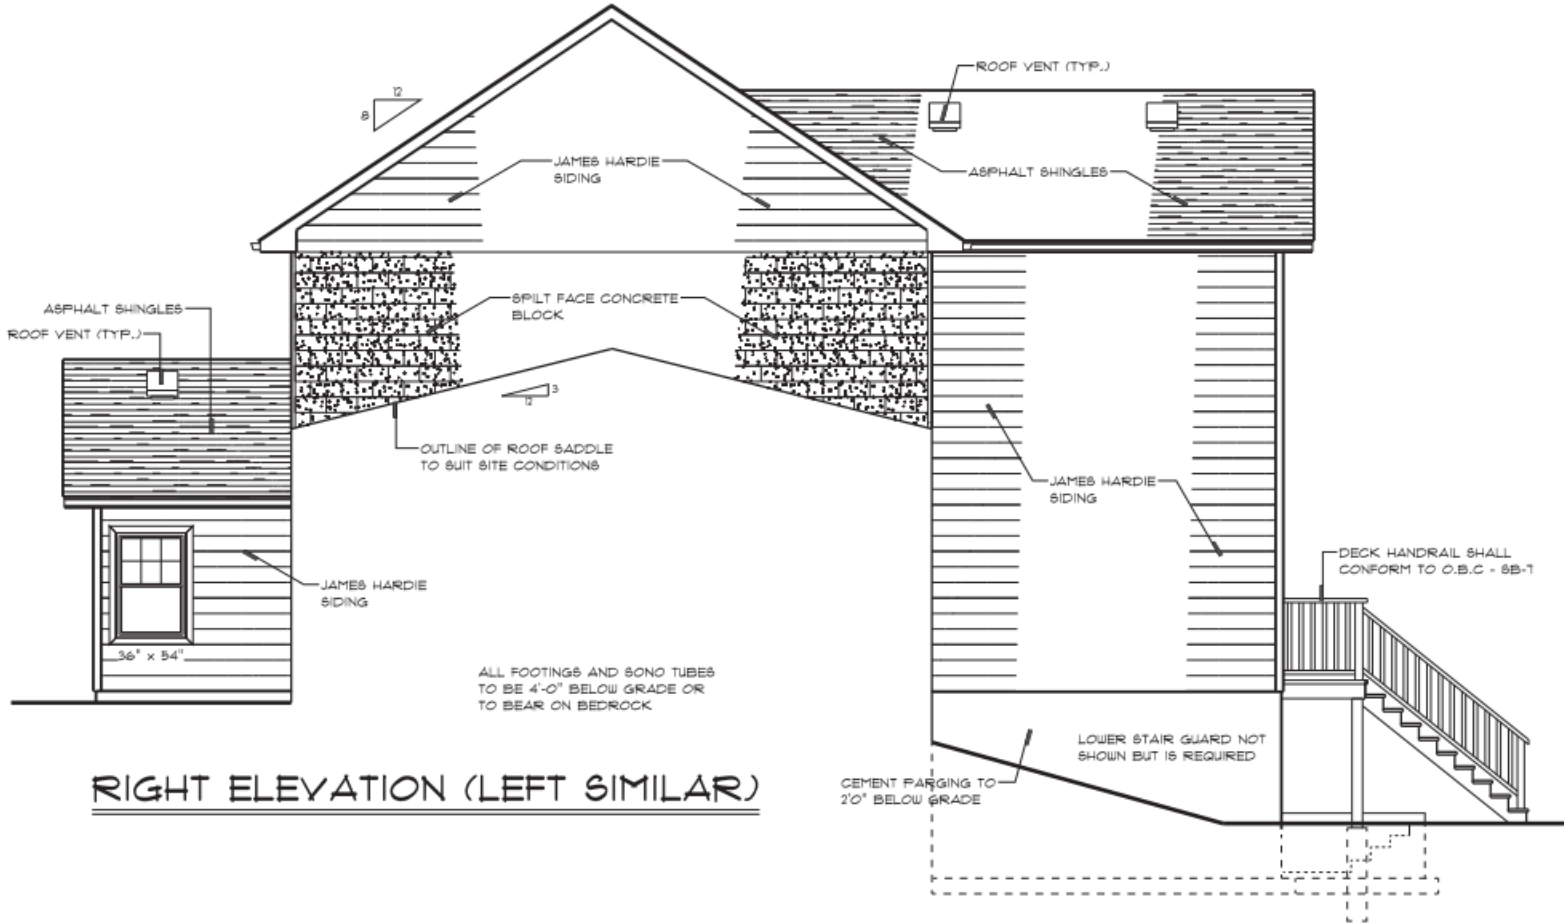 ROOF VENT (TYP.)
12
8
JAMES HARDIE
SIDING
ASPHALT SHINGLES
ASPHALT SHINGLES
ROOF VENT (TYP.)
SPILT FACE CONCRETE
BLOCK
3
12
OUTLINE OF ROOF SADDLE
TO SUIT SITE CONDITIONS
JAMES HARDIE
SIDING
DECK HANDRAIL SHALL
CONFORM TO O.B.C - SB-7
JAMES HARDIE
SIDING
36" x 54"
ALL FOOTINGS AND SONO TUBES
TO BE 4'-0" BELOW GRADE OR
TO BEAR ON BEDROCK
LOWER STAIR GUARD NOT
SHOWN BUT IS REQUIRED
CEMENT PARGING TO
2'0" BELOW GRADE
RIGHT ELEVATION (LEFT SIMILAR)